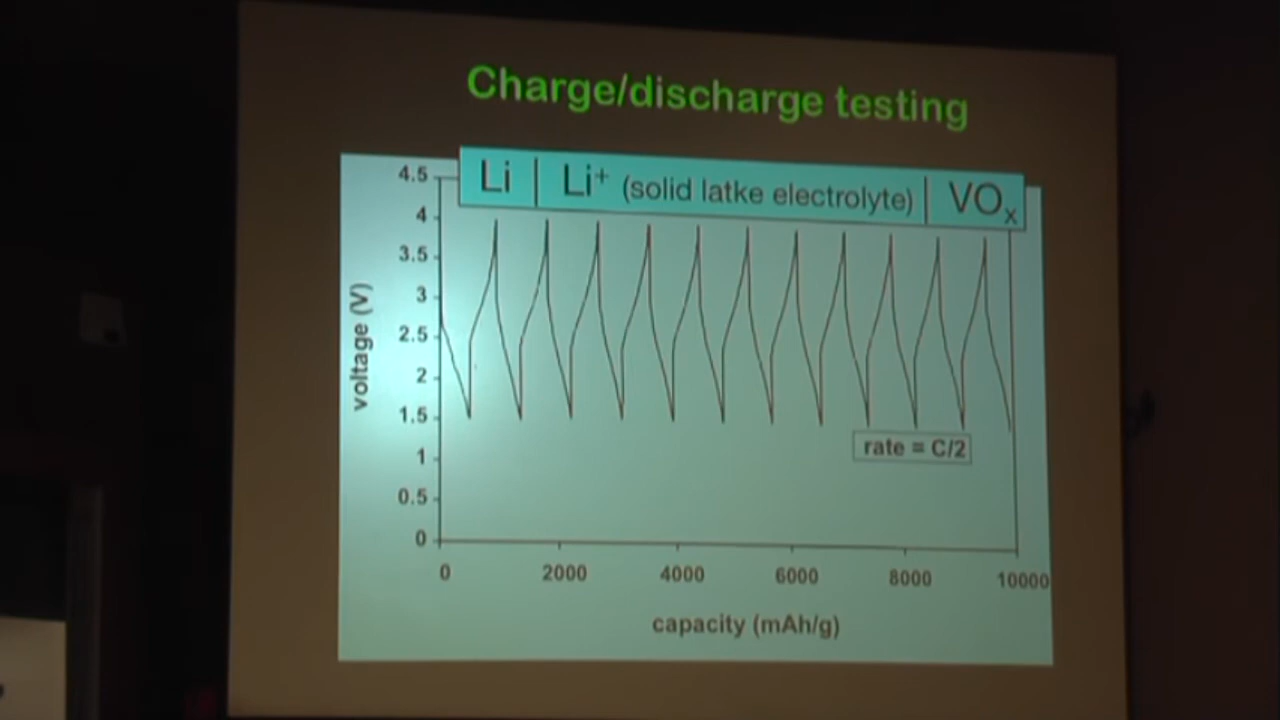 Charge/discharge testing
Li | Li⁺ (solid latke electrolyte) | VOₓ
4.5
4
3.5
3
2.5
2
1.5
1
0.5
0
voltage (V)
rate = C/2
0 2000 4000 6000 8000 10000
capacity (mAh/g)